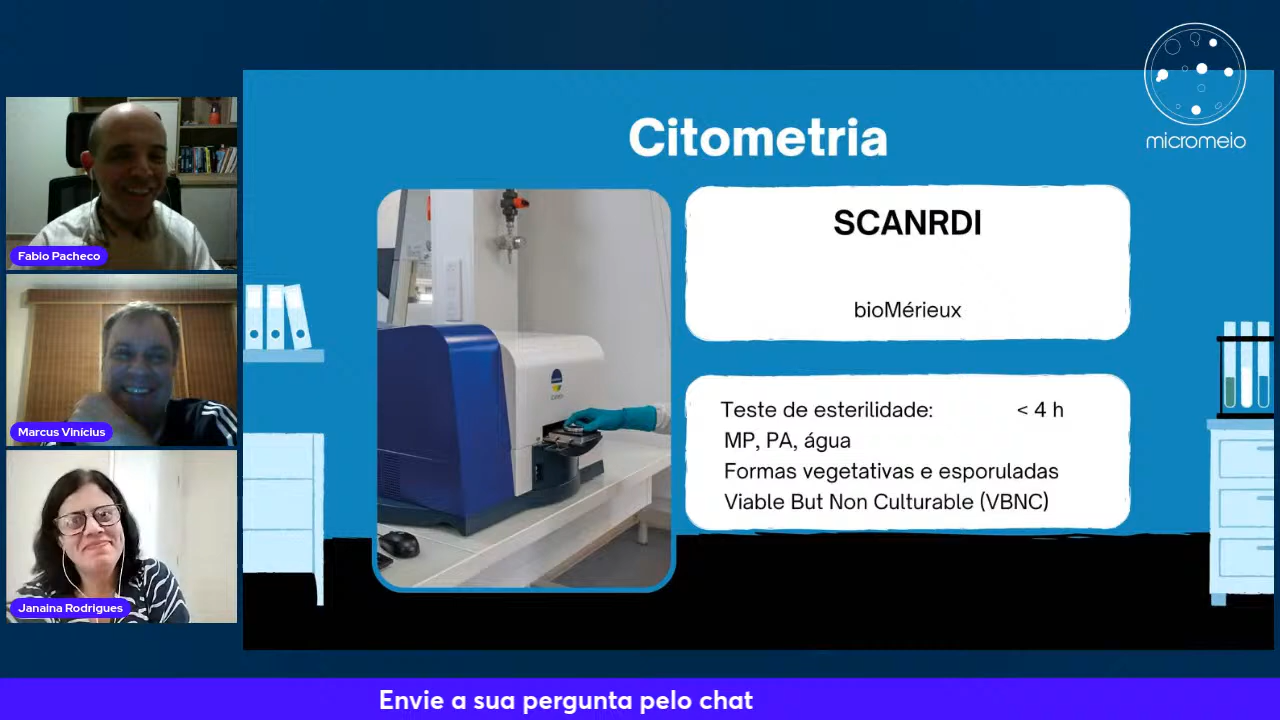 micromeio
Citometria
SCANRDI
bioMérieux
Teste de esterilidade: < 4 h
MP, PA, água
Formas vegetativas e esporuladas
Viable But Non Culturable (VBNC)
Fabio Pacheco
Marcus Vinícius
Janaina Rodrigues
Envie a sua pergunta pelo chat